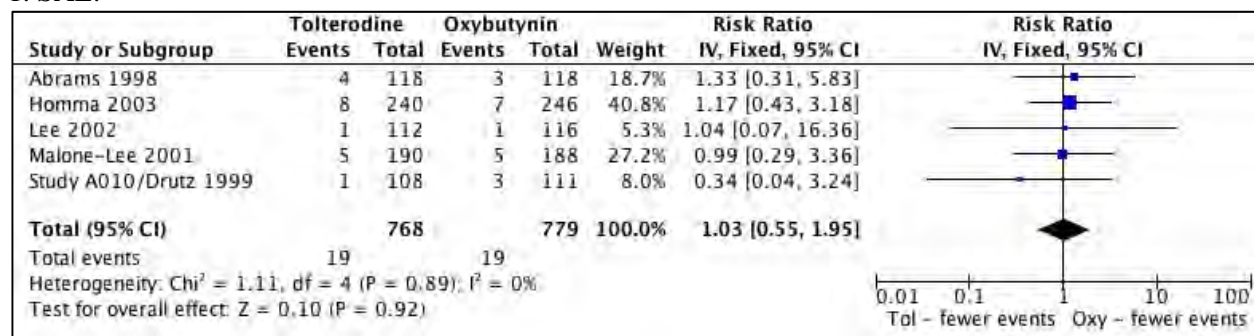 Tolterodine Oxybutynin Risk Ratio Risk Ratio
Study or Subgroup Events Total Events Total Weight IV, Fixed, 95% CI IV, Fixed, 95% CI
Abrams 1998 4 118 3 118 18.7% 1.33 [0.31, 5.83]
Homma 2003 8 240 7 246 40.8% 1.17 [0.43, 3.18]
Lee 2002 1 112 1 116 5.3% 1.04 [0.07, 16.36]
Malone-Lee 2001 5 190 5 188 27.2% 0.99 [0.29, 3.36]
Study A010/Drutz 1999 1 108 3 111 8.0% 0.34 [0.04, 3.24]
Total (95% CI) 768 779 100.0% 1.03 [0.55, 1.95]
Total events 19 19
Heterogeneity: Chi² = 1.11, df = 4 (P = 0.89); I² = 0%
Test for overall effect: Z = 0.10 (P = 0.92)
0.01 0.1 1 10 100
Tol - fewer events Oxy - fewer events